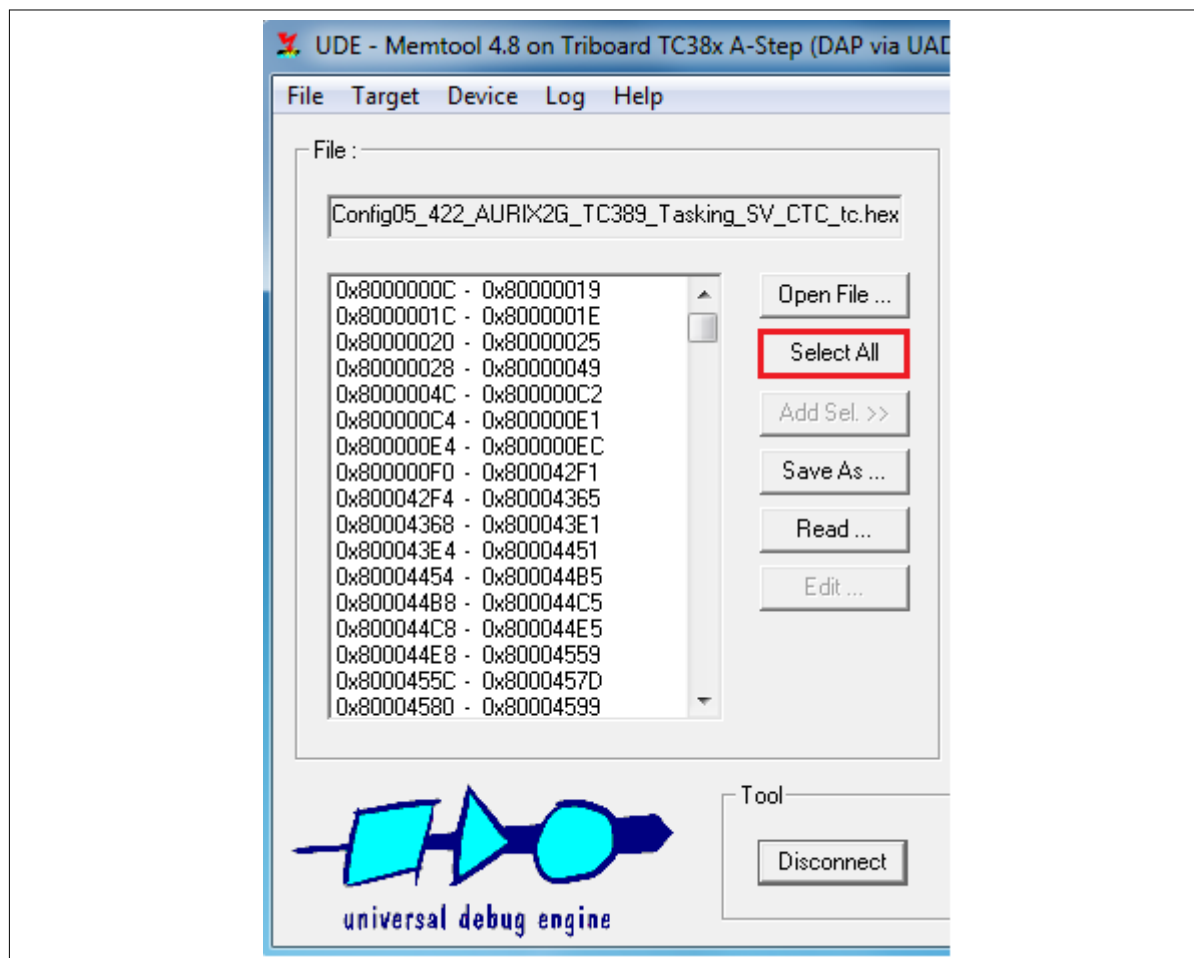 UDE - Memtool 4.8 on Triboard TC38x A-Step (DAP via UAD
File Target Device Log Help
File :
Config05_422_AURIX2G_TC389_Tasking_SV_CTC_tc.hex
0x8000000C - 0x80000019
0x8000001C - 0x8000001E
0x80000020 - 0x80000025
0x80000028 - 0x80000049
0x8000004C - 0x800000C2
0x800000C4 - 0x800000E1
0x800000E4 - 0x800000EC
0x800000F0 - 0x800042F1
0x800042F4 - 0x80004365
0x80004368 - 0x800043E1
0x800043E4 - 0x80004451
0x80004454 - 0x800044B5
0x800044B8 - 0x800044C5
0x800044C8 - 0x800044E5
0x800044E8 - 0x80004559
0x8000455C - 0x8000457D
0x80004580 - 0x80004599
Open File ...
Select All
Add Sel. >>
Save As ...
Read ...
Edit ...
universal debug engine
Tool
Disconnect